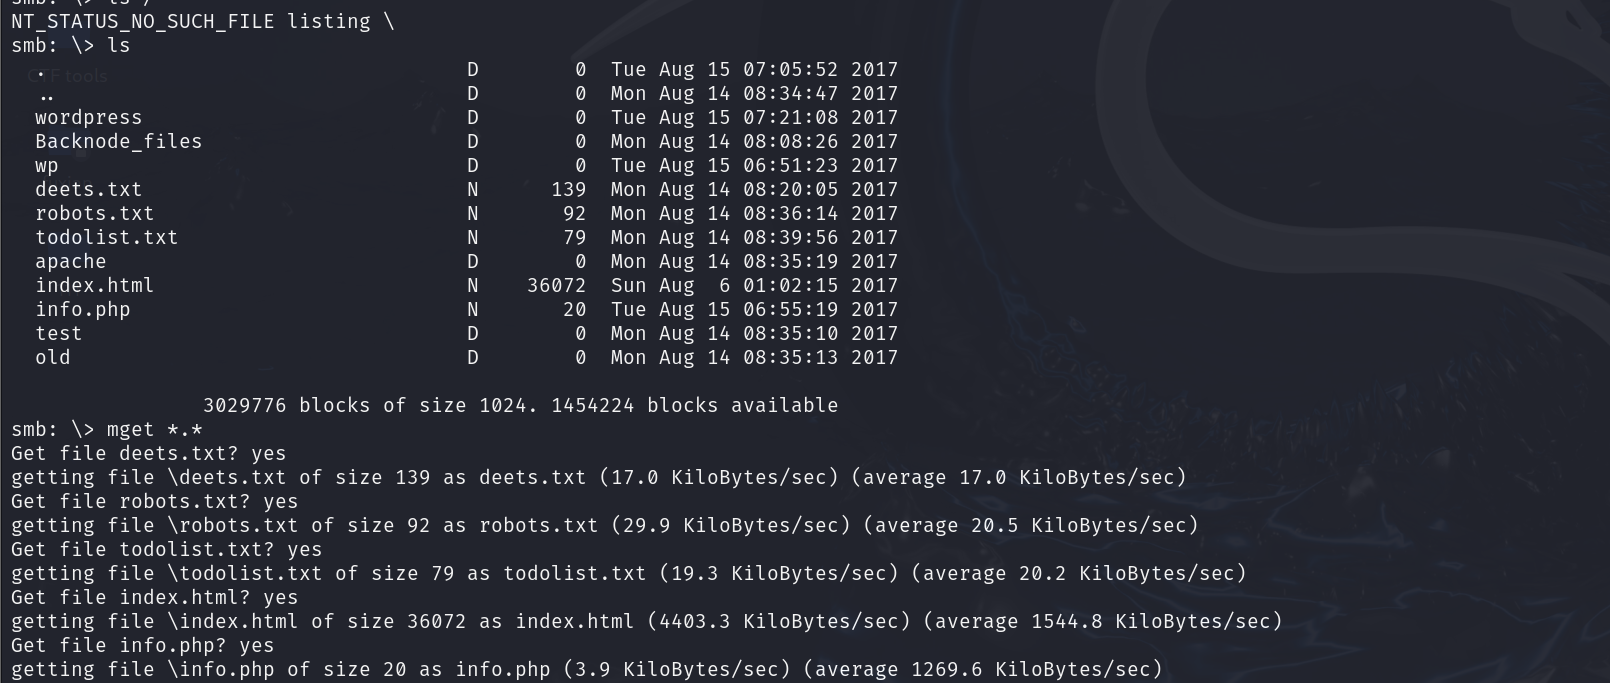 smb: \> ls /
NT_STATUS_NO_SUCH_FILE listing \
smb: \> ls
  .                                   D        0  Tue Aug 15 07:05:52 2017
CTF tools
  ..                                  D        0  Mon Aug 14 08:34:47 2017
  wordpress                           D        0  Tue Aug 15 07:21:08 2017
  Backnode_files                      D        0  Mon Aug 14 08:08:26 2017
  wp                                  D        0  Tue Aug 15 06:51:23 2017
  deets.txt                           N      139  Mon Aug 14 08:20:05 2017
  robots.txt                          N       92  Mon Aug 14 08:36:14 2017
  todolist.txt                        N       79  Mon Aug 14 08:39:56 2017
  apache                              D        0  Mon Aug 14 08:35:19 2017
  index.html                          N    36072  Sun Aug  6 01:02:15 2017
  info.php                            N       20  Tue Aug 15 06:55:19 2017
  test                                D        0  Mon Aug 14 08:35:10 2017
  old                                 D        0  Mon Aug 14 08:35:13 2017
                3029776 blocks of size 1024. 1454224 blocks available
smb: \> mget *.*
Get file deets.txt? yes
getting file \deets.txt of size 139 as deets.txt (17.0 KiloBytes/sec) (average 17.0 KiloBytes/sec)
Get file robots.txt? yes
getting file \robots.txt of size 92 as robots.txt (29.9 KiloBytes/sec) (average 20.5 KiloBytes/sec)
Get file todolist.txt? yes
getting file \todolist.txt of size 79 as todolist.txt (19.3 KiloBytes/sec) (average 20.2 KiloBytes/sec)
Get file index.html? yes
getting file \index.html of size 36072 as index.html (4403.3 KiloBytes/sec) (average 1544.8 KiloBytes/sec)
Get file info.php? yes
getting file \info.php of size 20 as info.php (3.9 KiloBytes/sec) (average 1269.6 KiloBytes/sec)